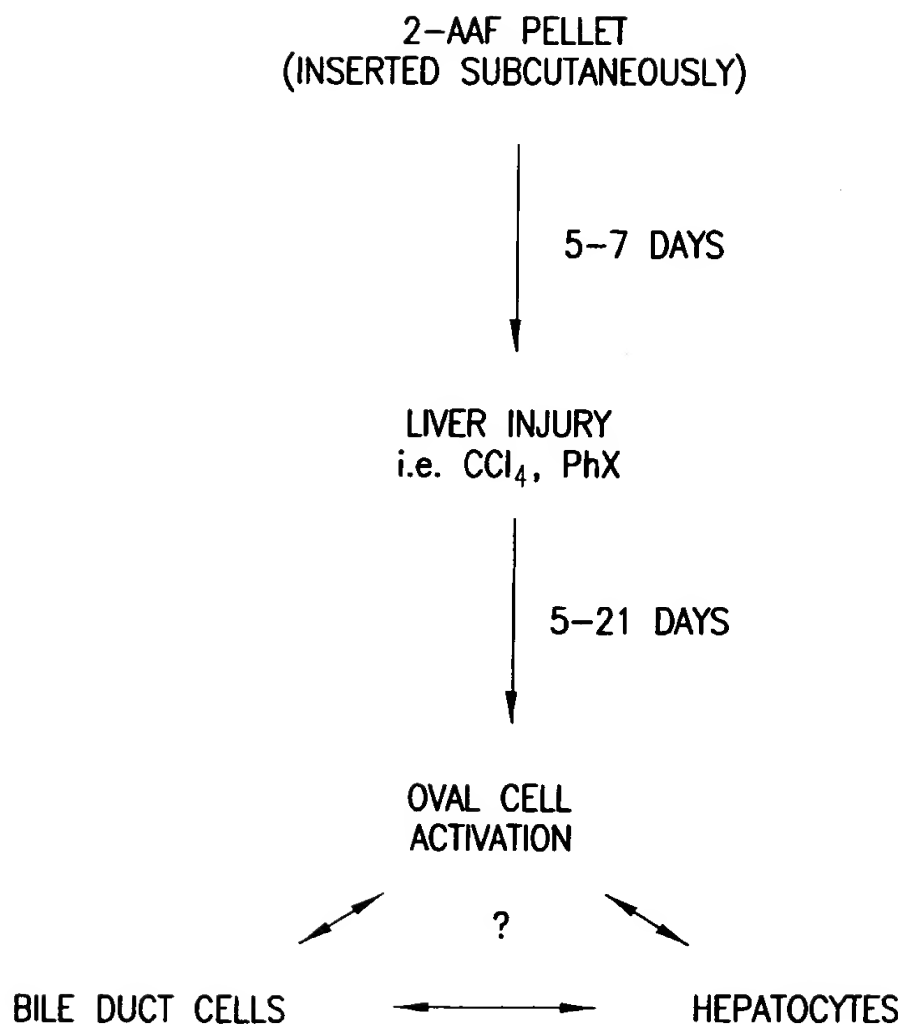 2-AAF PELLET
(INSERTED SUBCUTANEOUSLY)
5-7 DAYS
LIVER INJURY
i.e. CCl₄, PhX
5-21 DAYS
OVAL CELL
ACTIVATION
?
BILE DUCT CELLS HEPATOCYTES